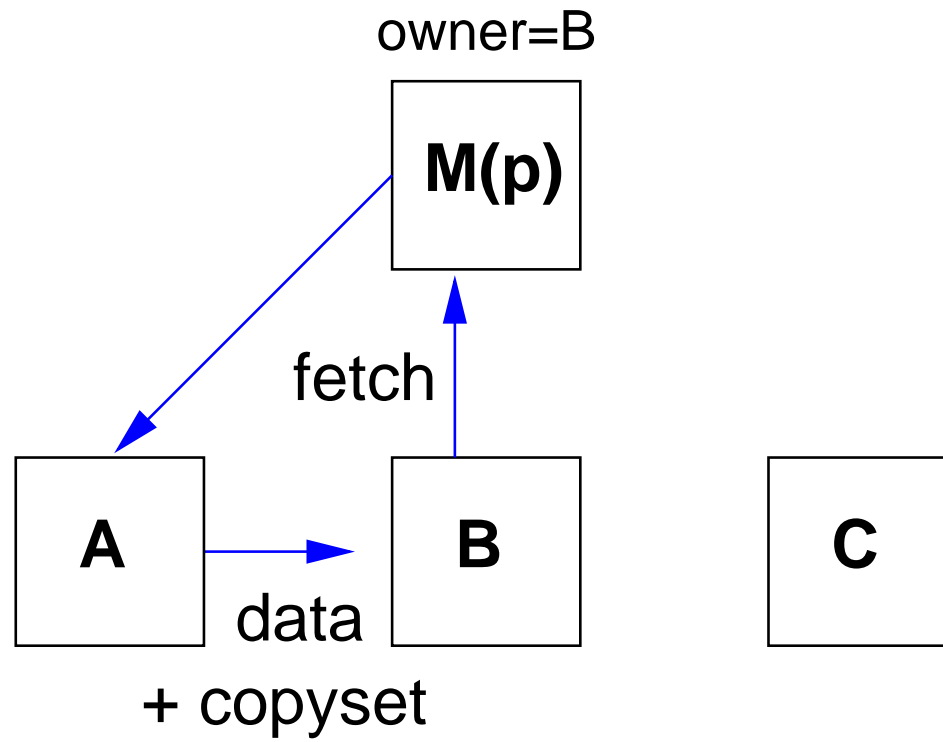 owner=B
M(p)
fetch
A
B
C
data
+ copyset